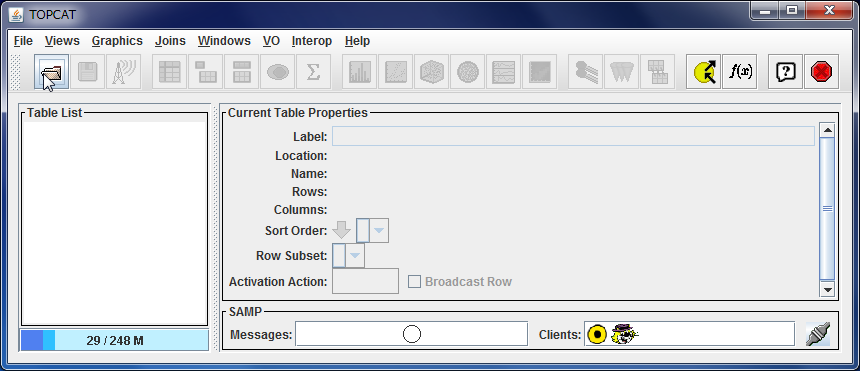 TOPCAT
File Views Graphics Joins Windows VO Interop Help
Σ f(x) ?
Table List
Current Table Properties
Label:
Location:
Name:
Rows:
Columns:
Sort Order:
Row Subset:
Activation Action: Broadcast Row
29 / 248 M
SAMP
Messages: Clients: